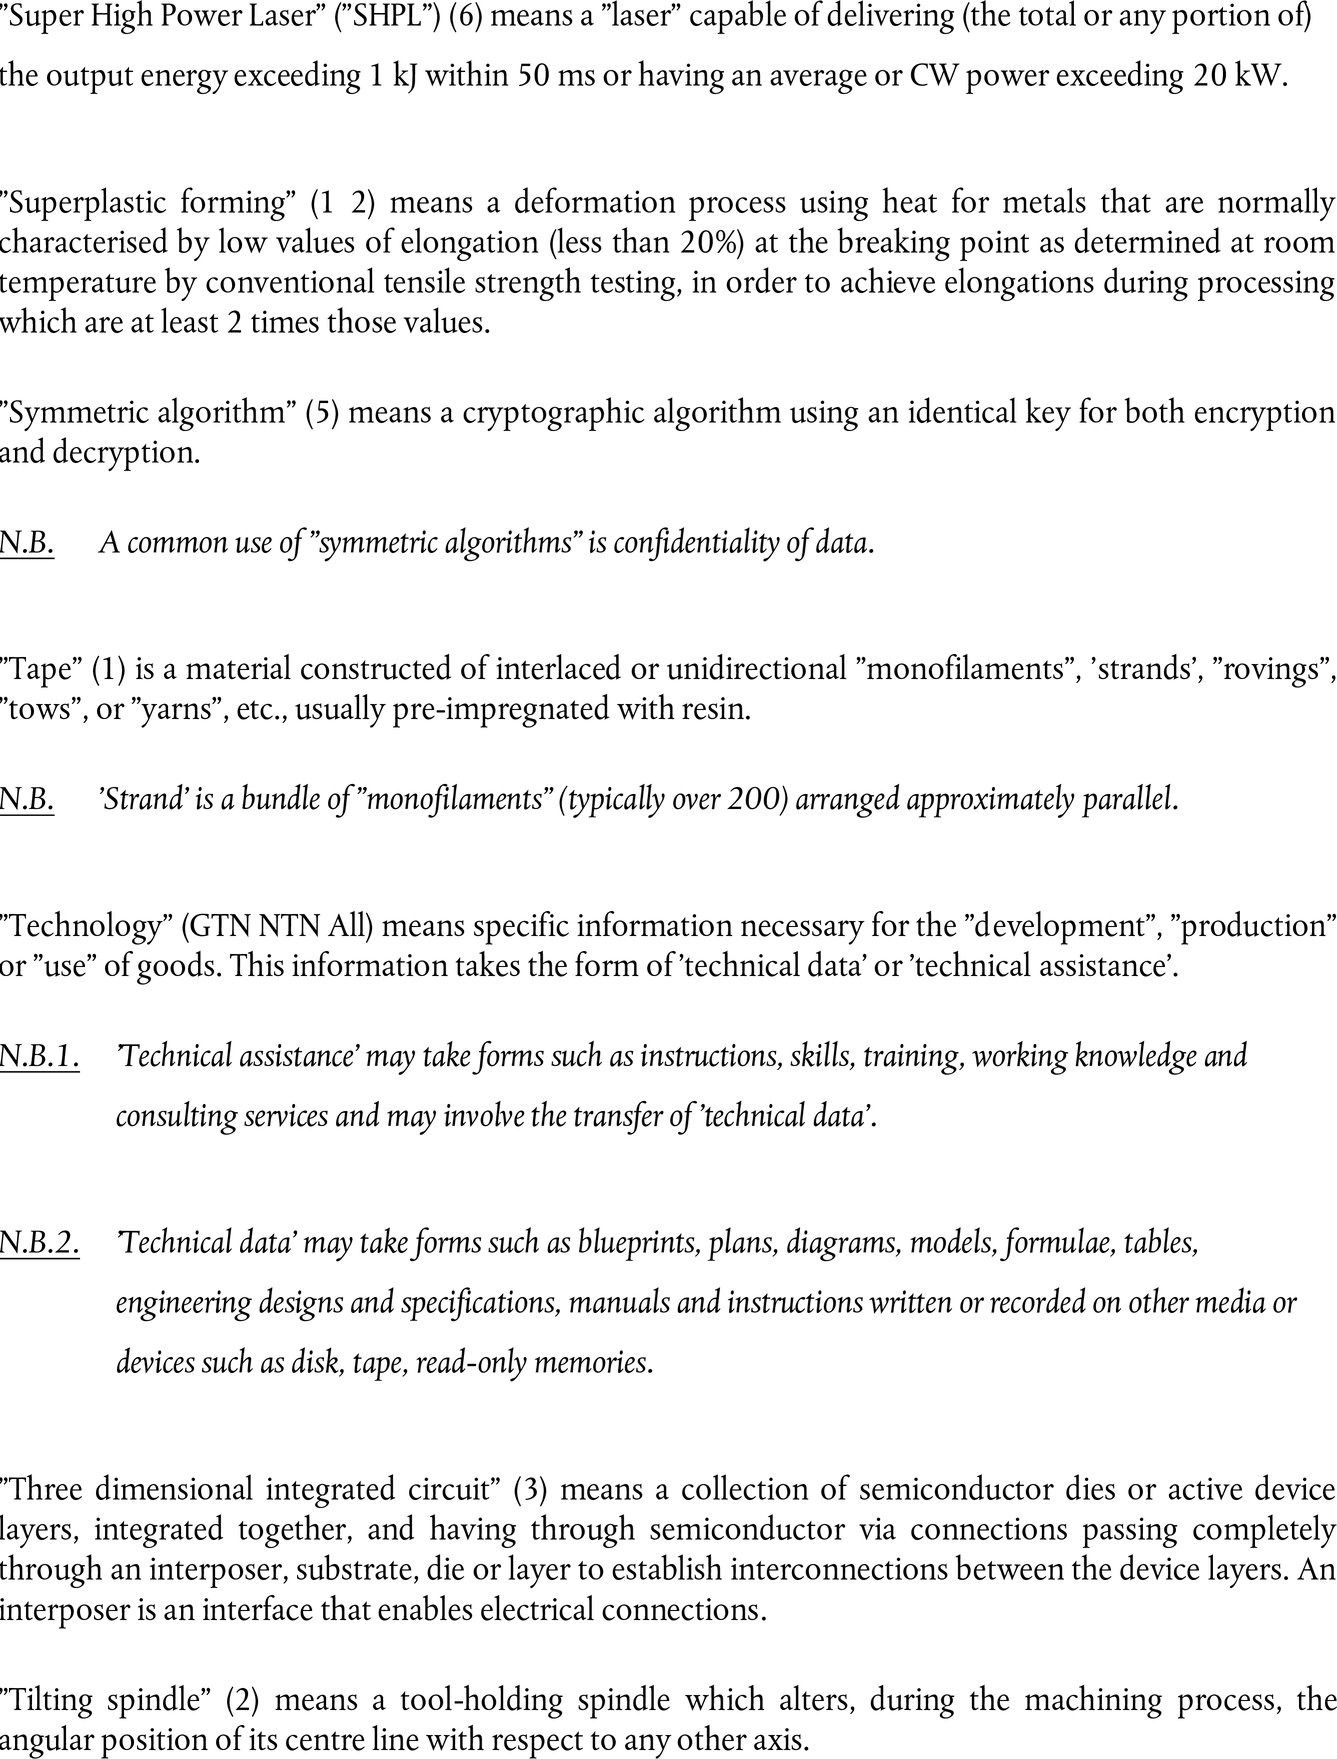 ”Super High Power Laser” (”SHPL”) (6) means a ”laser” capable of delivering (the total or any portion of)
the output energy exceeding 1 kJ within 50 ms or having an average or CW power exceeding 20 kW.
”Superplastic forming” (1 2) means a deformation process using heat for metals that are normally
characterised by low values of elongation (less than 20%) at the breaking point as determined at room
temperature by conventional tensile strength testing, in order to achieve elongations during processing
which are at least 2 times those values.
”Symmetric algorithm” (5) means a cryptographic algorithm using an identical key for both encryption
and decryption.
N.B. A common use of ”symmetric algorithms” is confidentiality of data.
”Tape” (1) is a material constructed of interlaced or unidirectional ”monofilaments”, ’strands’, ”rovings”,
”tows”, or ”yarns”, etc., usually pre-impregnated with resin.
N.B. ’Strand’ is a bundle of ”monofilaments” (typically over 200) arranged approximately parallel.
”Technology” (GTN NTN All) means specific information necessary for the ”development”, ”production”
or ”use” of goods. This information takes the form of ’technical data’ or ’technical assistance’.
N.B.1. ’Technical assistance’ may take forms such as instructions, skills, training, working knowledge and
consulting services and may involve the transfer of ’technical data’.
N.B.2. ’Technical data’ may take forms such as blueprints, plans, diagrams, models, formulae, tables,
engineering designs and specifications, manuals and instructions written or recorded on other media or
devices such as disk, tape, read-only memories.
”Three dimensional integrated circuit” (3) means a collection of semiconductor dies or active device
layers, integrated together, and having through semiconductor via connections passing completely
through an interposer, substrate, die or layer to establish interconnections between the device layers. An
interposer is an interface that enables electrical connections.
”Tilting spindle” (2) means a tool-holding spindle which alters, during the machining process, the
angular position of its centre line with respect to any other axis.